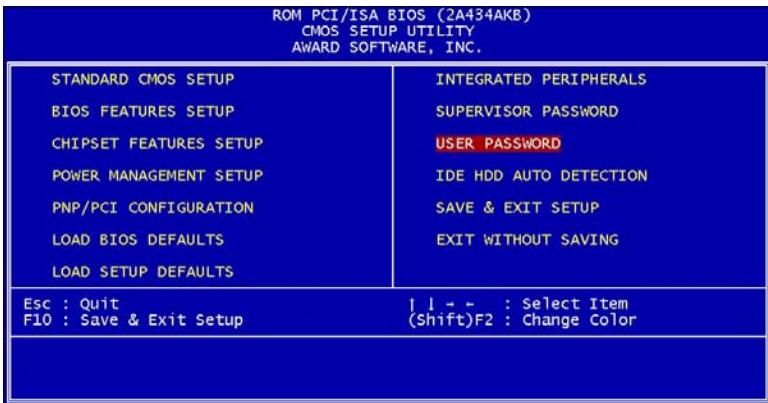 ROM PCI/ISA BIOS (2A434AKB)
CMOS SETUP UTILITY
AWARD SOFTWARE, INC.
STANDARD CMOS SETUP
BIOS FEATURES SETUP
CHIPSET FEATURES SETUP
POWER MANAGEMENT SETUP
PNP/PCI CONFIGURATION
LOAD BIOS DEFAULTS
LOAD SETUP DEFAULTS
INTEGRATED PERIPHERALS
SUPERVISOR PASSWORD
USER PASSWORD
IDE HDD AUTO DETECTION
SAVE & EXIT SETUP
EXIT WITHOUT SAVING
Esc : Quit
F10 : Save & Exit Setup
↑ ↓ → ← : Select Item
(Shift)F2 : Change Color